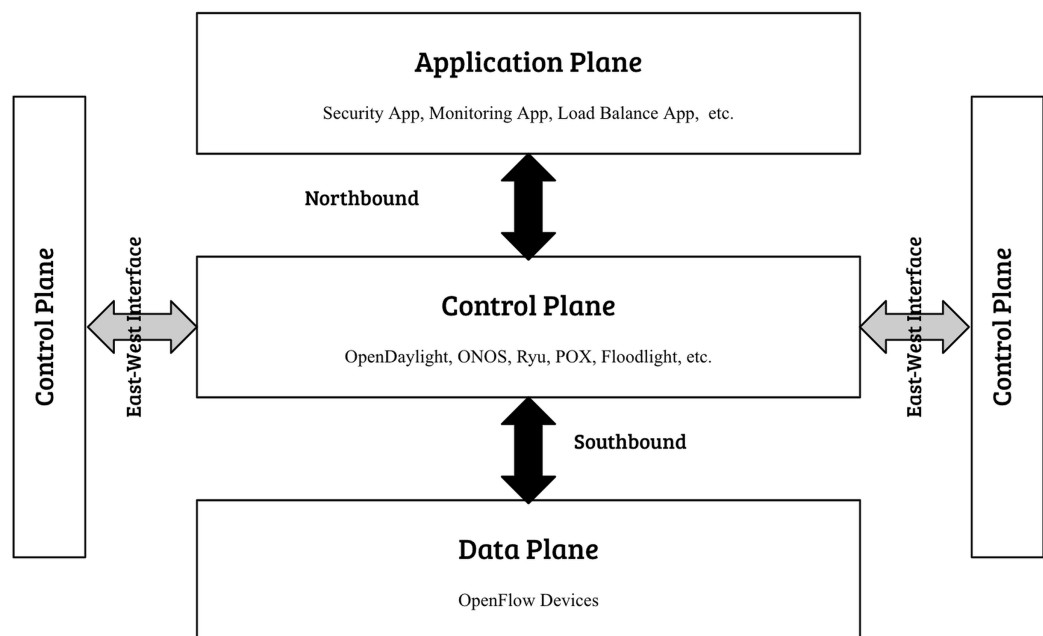 Application Plane
Security App, Monitoring App, Load Balance App, etc.
Northbound
Control Plane
East-West Interface
Control Plane
OpenDaylight, ONOS, Ryu, POX, Floodlight, etc.
East-West Interface
Control Plane
Southbound
Data Plane
OpenFlow Devices